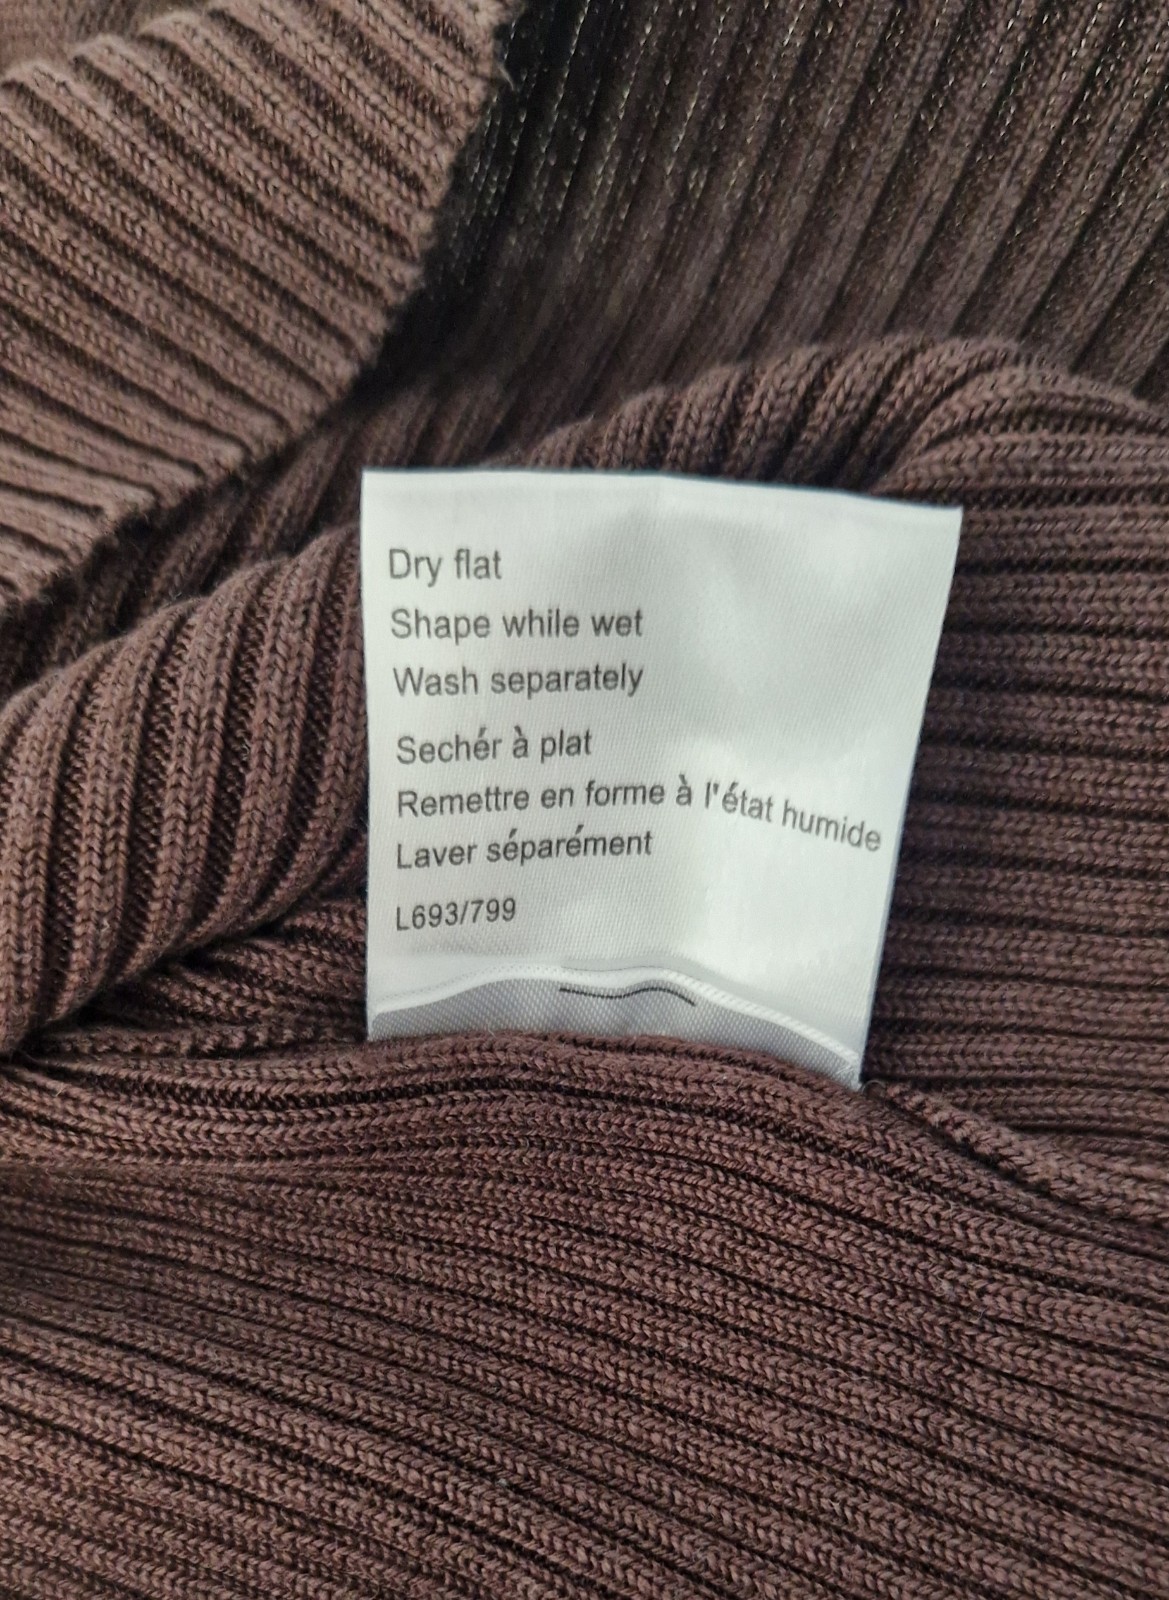 Dry flat
Shape while wet
Wash separately
Sechér à plat
Remettre en forme à l'état humide
Laver séparément
L693/799